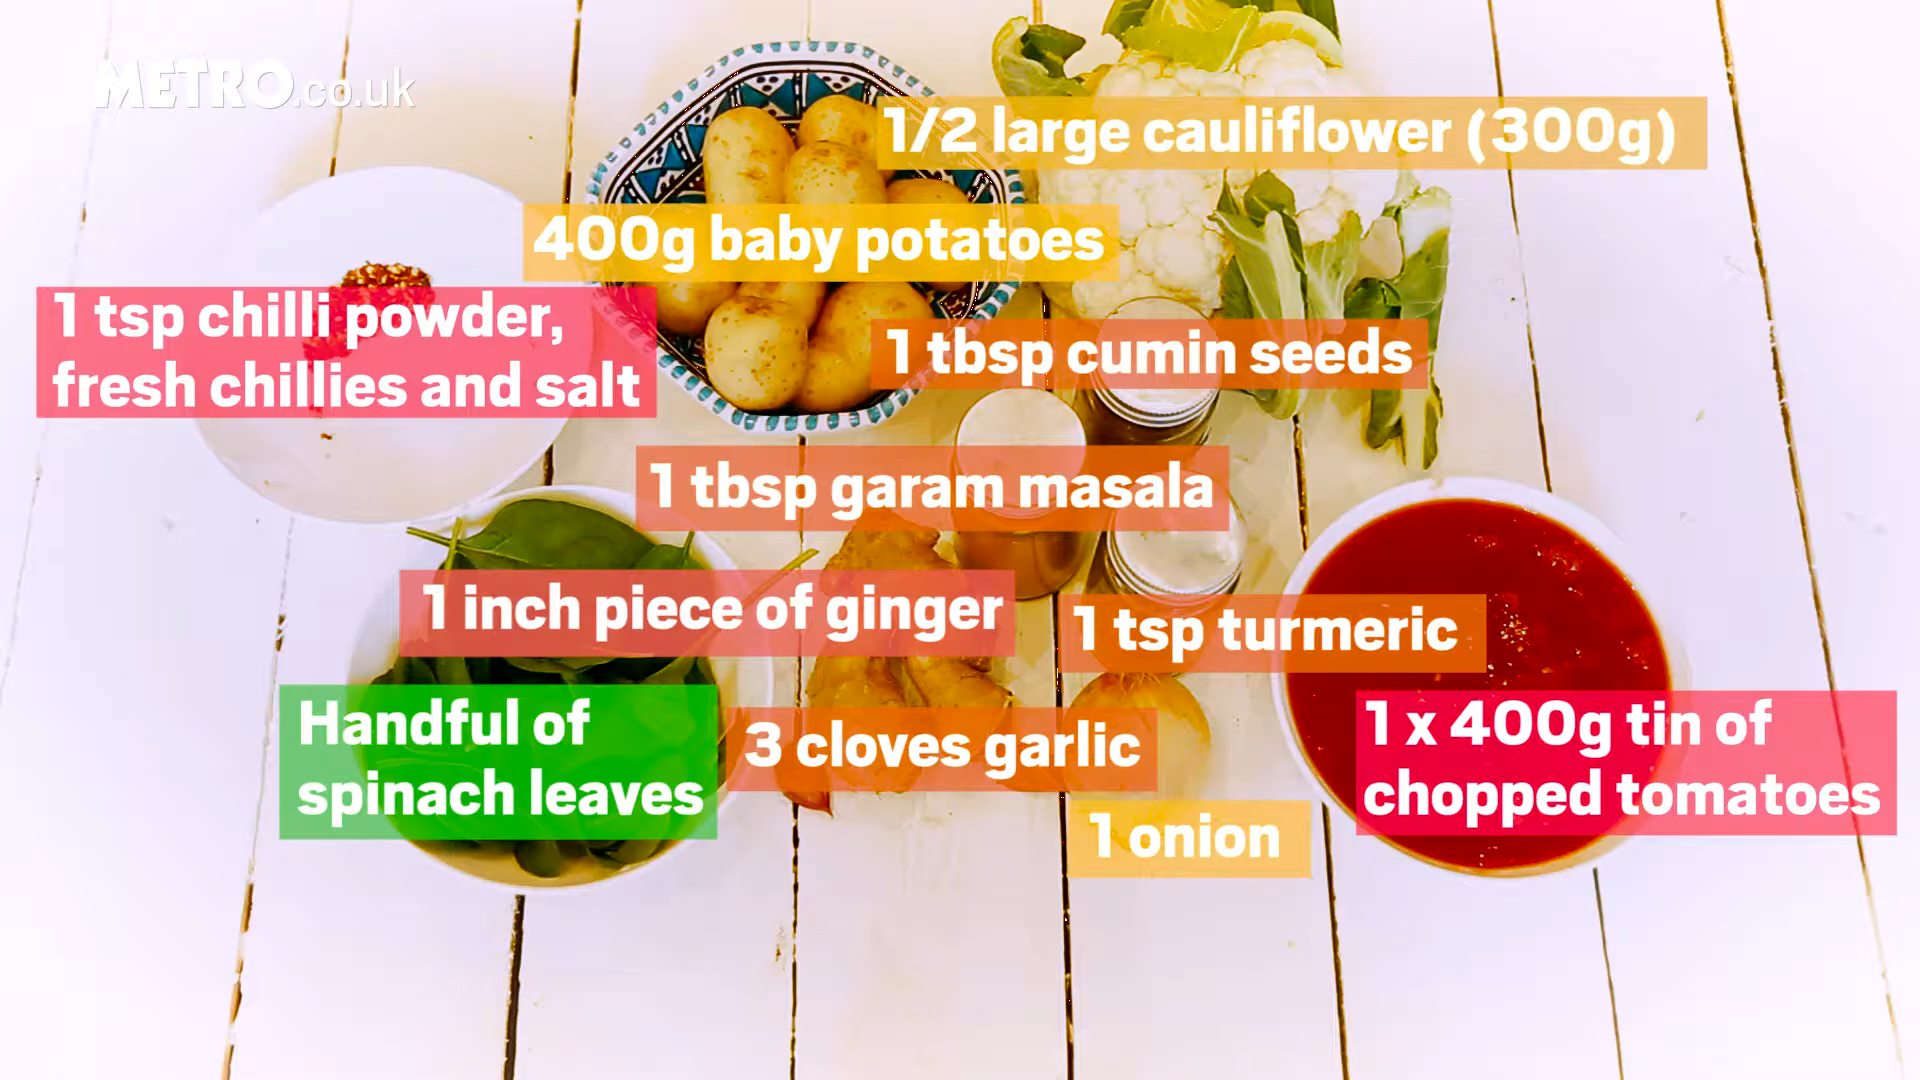 METRO.co.uk
1/2 large cauliflower (300g)
400g baby potatoes
1 tsp chilli powder,
fresh chillies and salt
1 tbsp cumin seeds
1 tbsp garam masala
1 inch piece of ginger
1 tsp turmeric
Handful of
spinach leaves
3 cloves garlic
1 x 400g tin of
chopped tomatoes
1 onion